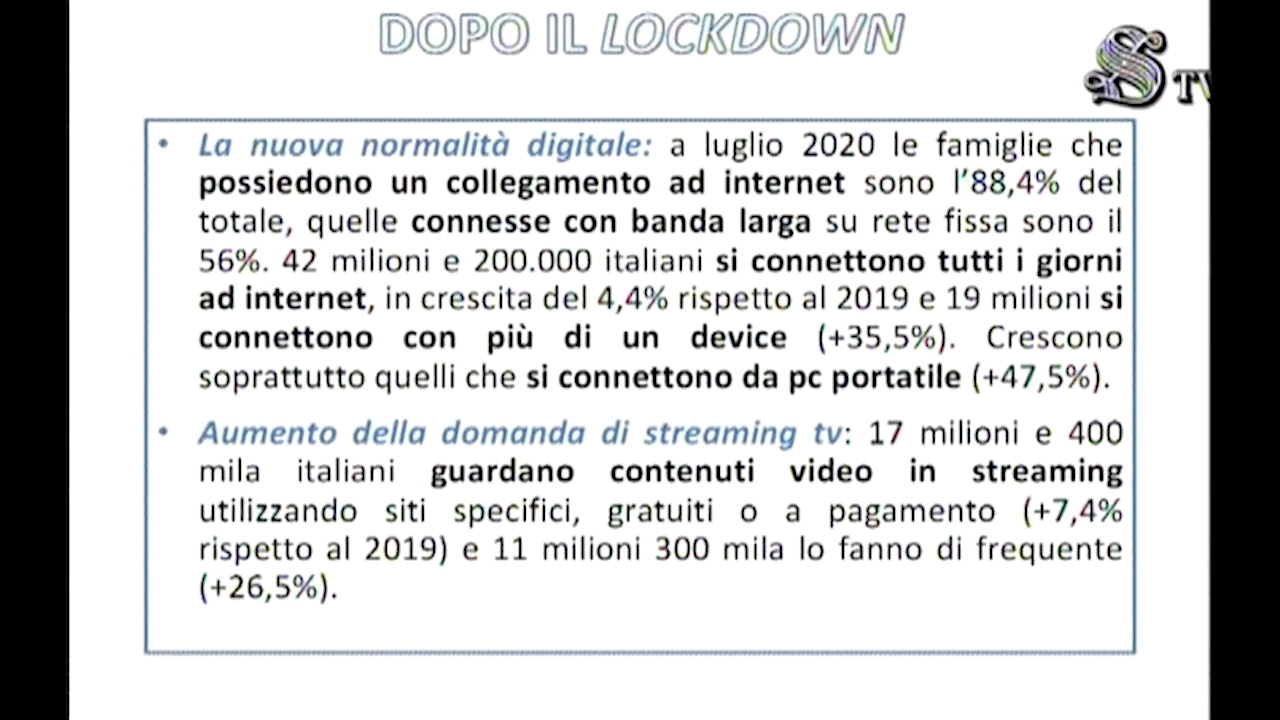 DOPO IL LOCKDOWN
S TV
• La nuova normalità digitale: a luglio 2020 le famiglie che
possiedono un collegamento ad internet sono l’88,4% del
totale, quelle connesse con banda larga su rete fissa sono il
56%. 42 milioni e 200.000 italiani si connettono tutti i giorni
ad internet, in crescita del 4,4% rispetto al 2019 e 19 milioni si
connettono con più di un device (+35,5%). Crescono
soprattutto quelli che si connettono da pc portatile (+47,5%).
• Aumento della domanda di streaming tv: 17 milioni e 400
mila italiani guardano contenuti video in streaming
utilizzando siti specifici, gratuiti o a pagamento (+7,4%
rispetto al 2019) e 11 milioni 300 mila lo fanno di frequente
(+26,5%).